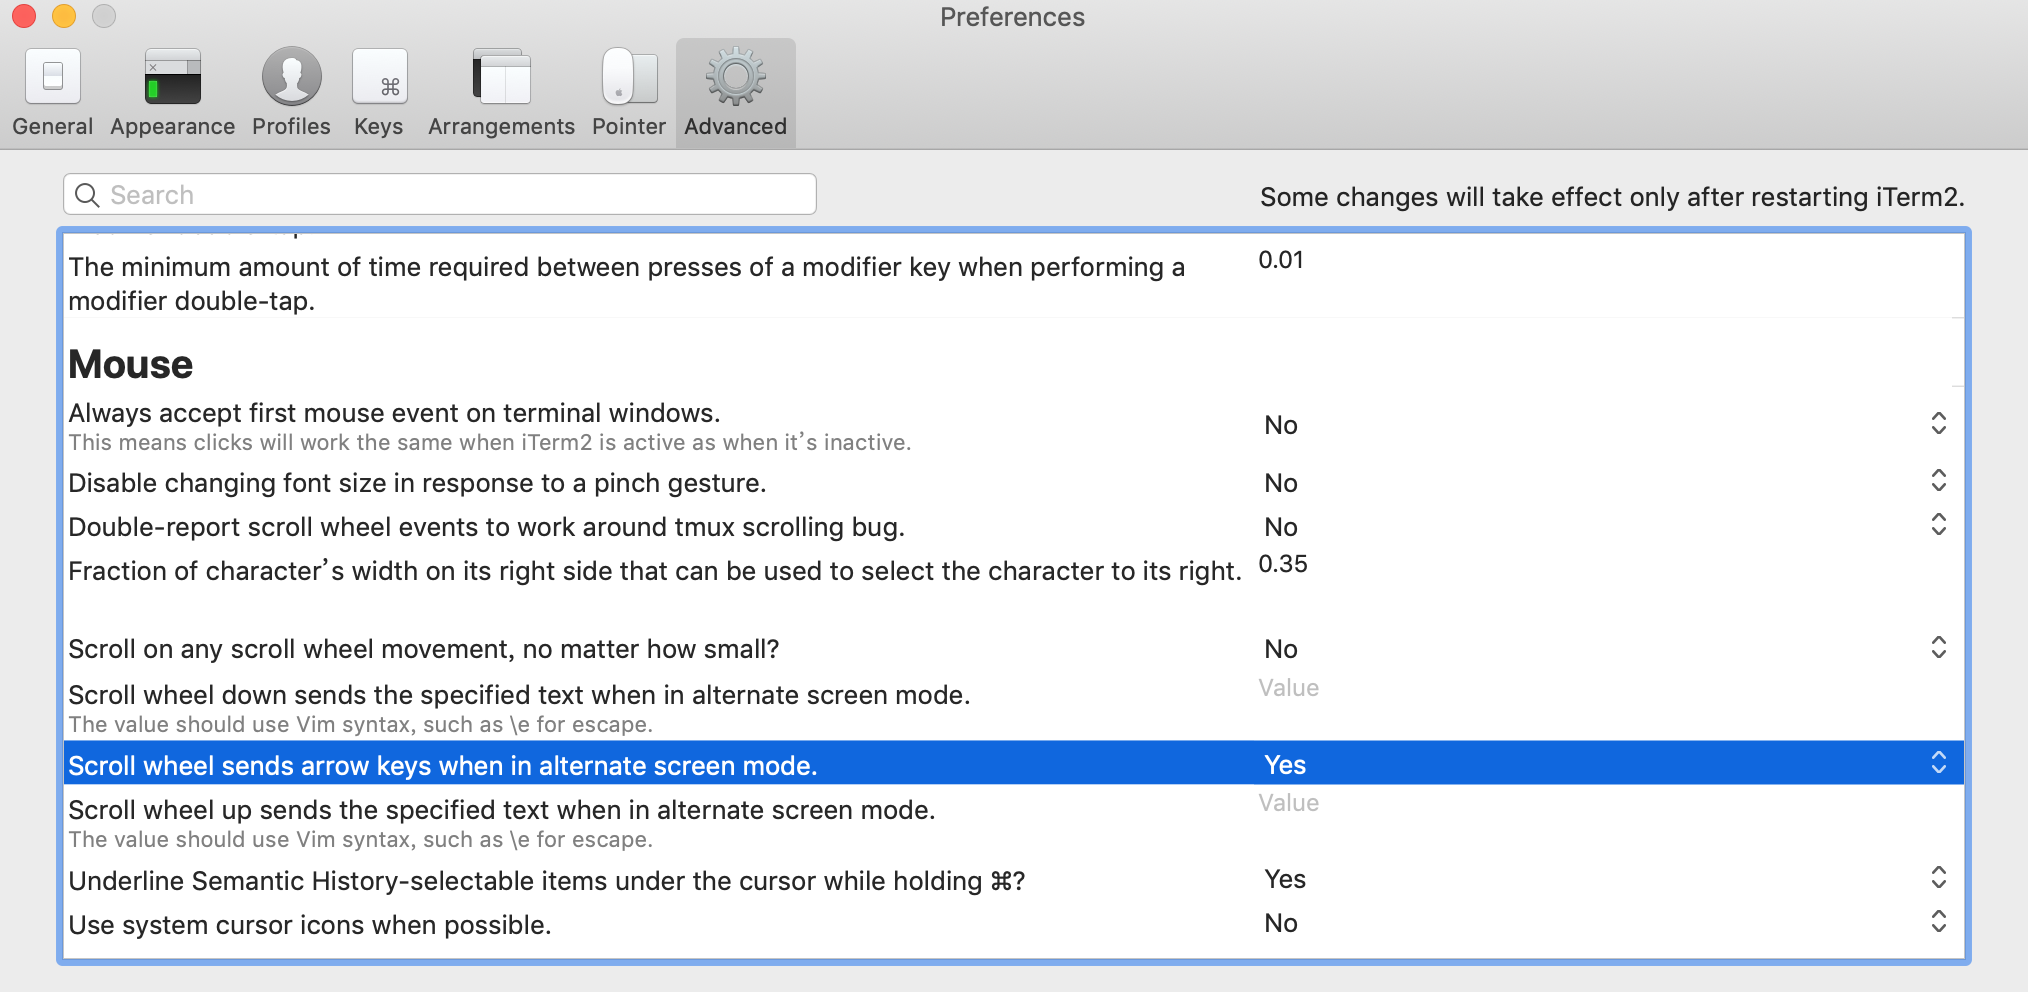 Preferences
General Appearance Profiles Keys Arrangements Pointer Advanced
Search
Some changes will take effect only after restarting iTerm2.
The minimum amount of time required between presses of a modifier key when performing a 0.01
modifier double-tap.
Mouse
Always accept first mouse event on terminal windows. No
This means clicks will work the same when iTerm2 is active as when it’s inactive.
Disable changing font size in response to a pinch gesture. No
Double-report scroll wheel events to work around tmux scrolling bug. No
Fraction of character’s width on its right side that can be used to select the character to its right. 0.35
Scroll on any scroll wheel movement, no matter how small? No
Scroll wheel down sends the specified text when in alternate screen mode. Value
The value should use Vim syntax, such as \e for escape.
Scroll wheel sends arrow keys when in alternate screen mode. Yes
Scroll wheel up sends the specified text when in alternate screen mode. Value
The value should use Vim syntax, such as \e for escape.
Underline Semantic History-selectable items under the cursor while holding ⌘? Yes
Use system cursor icons when possible. No